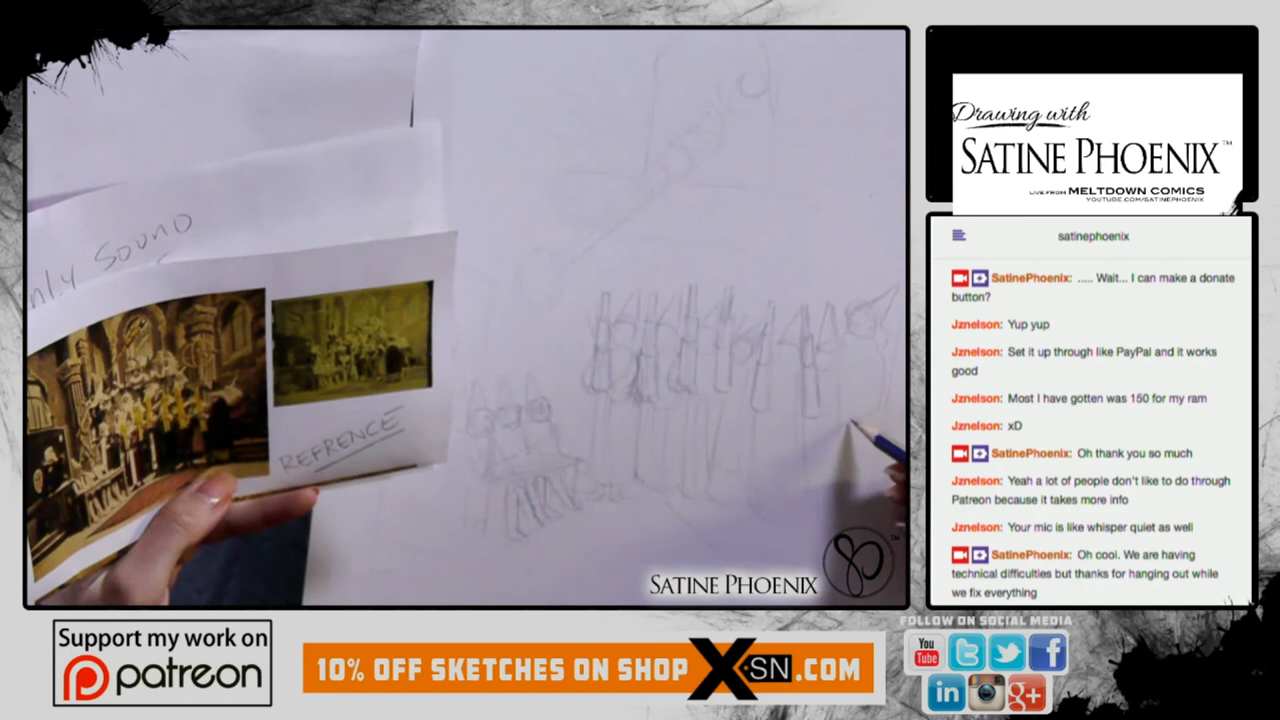 nly Sound
REFRENCE
SATINE PHOENIX™
Drawing with
SATINE PHOENIX™
LIVE FROM MELTDOWN COMICS
YOUTUBE.COM/SATINEPHOENIX
satinephoenix
SatinePhoenix: ..... Wait... I can make a donate
button?
Jznelson: Yup yup
Jznelson: Set it up through like PayPal and it works
good
Jznelson: Most I have gotten was 150 for my ram
Jznelson: xD
SatinePhoenix: Oh thank you so much
Jznelson: Yeah a lot of people don't like to do through
Patreon because it takes more info
Jznelson: Your mic is like whisper quiet as well
SatinePhoenix: Oh cool. We are having
technical difficulties but thanks for hanging out while
we fix everything
Support my work on
patreon
10% OFF SKETCHES ON SHOP X-SN.COM
FOLLOW ON SOCIAL MEDIA
You
Tube
f
in
g+